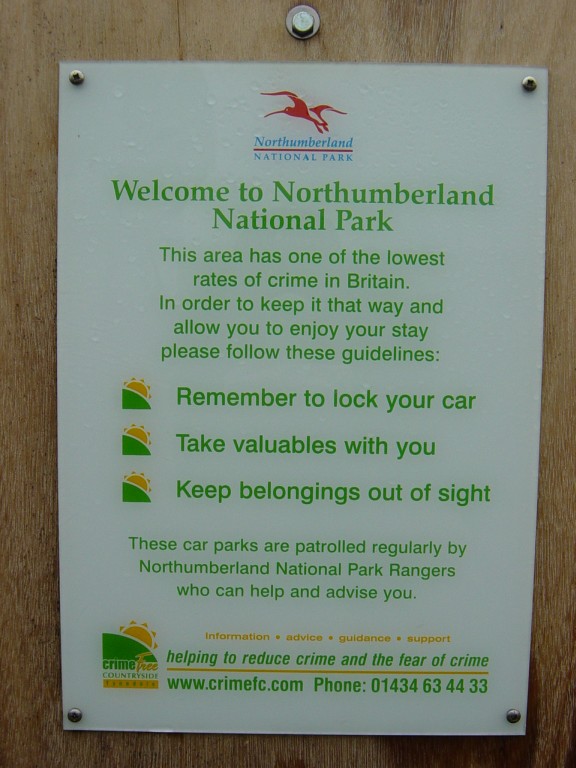 Northumberland
NATIONAL PARK
Welcome to Northumberland
National Park
This area has one of the lowest
rates of crime in Britain.
In order to keep it that way and
allow you to enjoy your stay
please follow these guidelines:
Remember to lock your car
Take valuables with you
Keep belongings out of sight
These car parks are patrolled regularly by
Northumberland National Park Rangers
who can help and advise you.
information • advice • guidance • support
helping to reduce crime and the fear of crime
crime free
COUNTRYSIDE
www.crimefc.com Phone: 01434 63 44 33